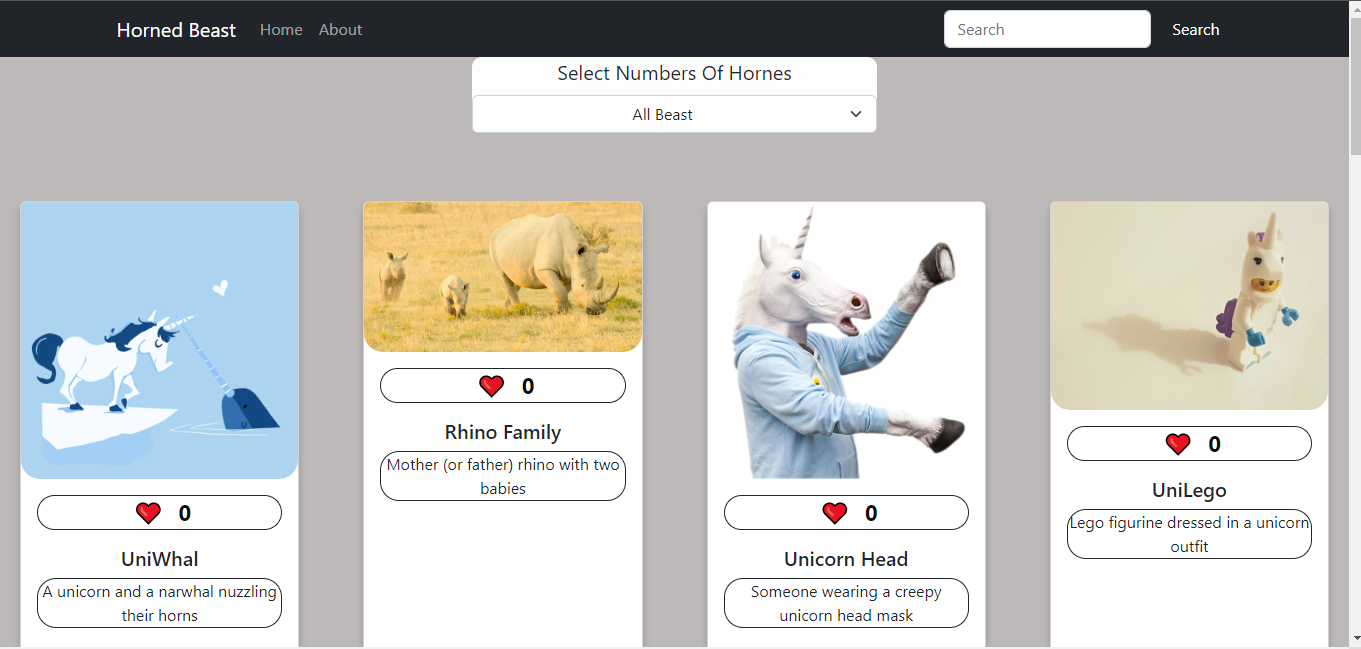 Horned Beast Home About Search Search
Select Numbers Of Hornes
All Beast
0
UniWhal
A unicorn and a narwhal nuzzling
their horns
0
Rhino Family
Mother (or father) rhino with two
babies
0
Unicorn Head
Someone wearing a creepy
unicorn head mask
0
UniLego
Lego figurine dressed in a unicorn
outfit